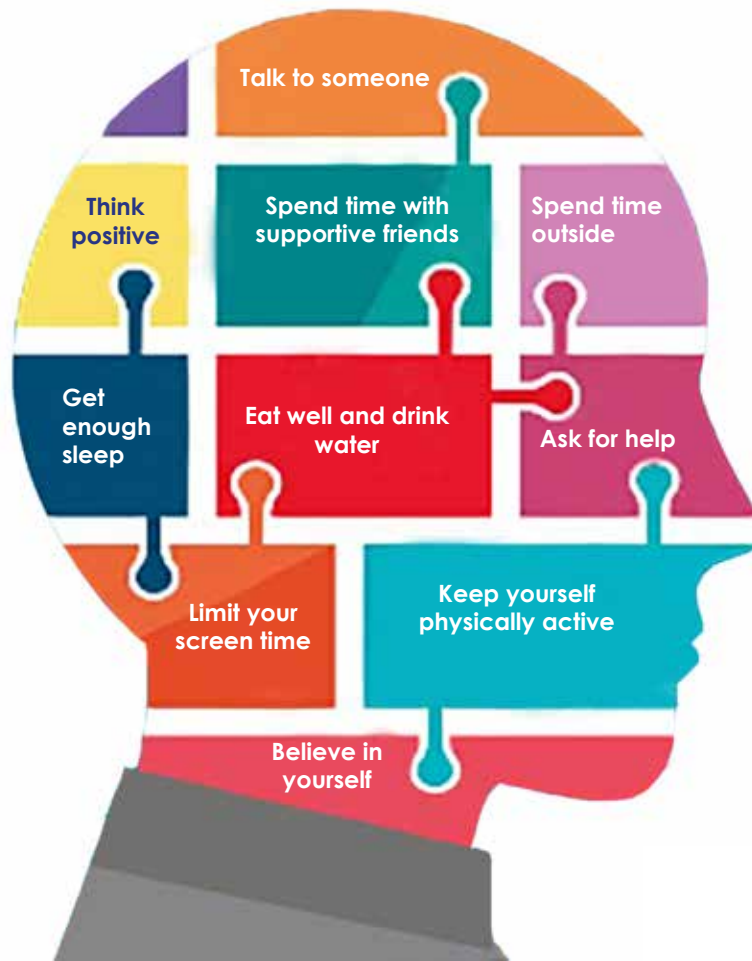 Talk to someone
Think
positive
Spend time with
supportive friends
Spend time
outside
Get
enough
sleep
Eat well and drink
water
Ask for help
Limit your
screen time
Keep yourself
physically active
Believe in
yourself